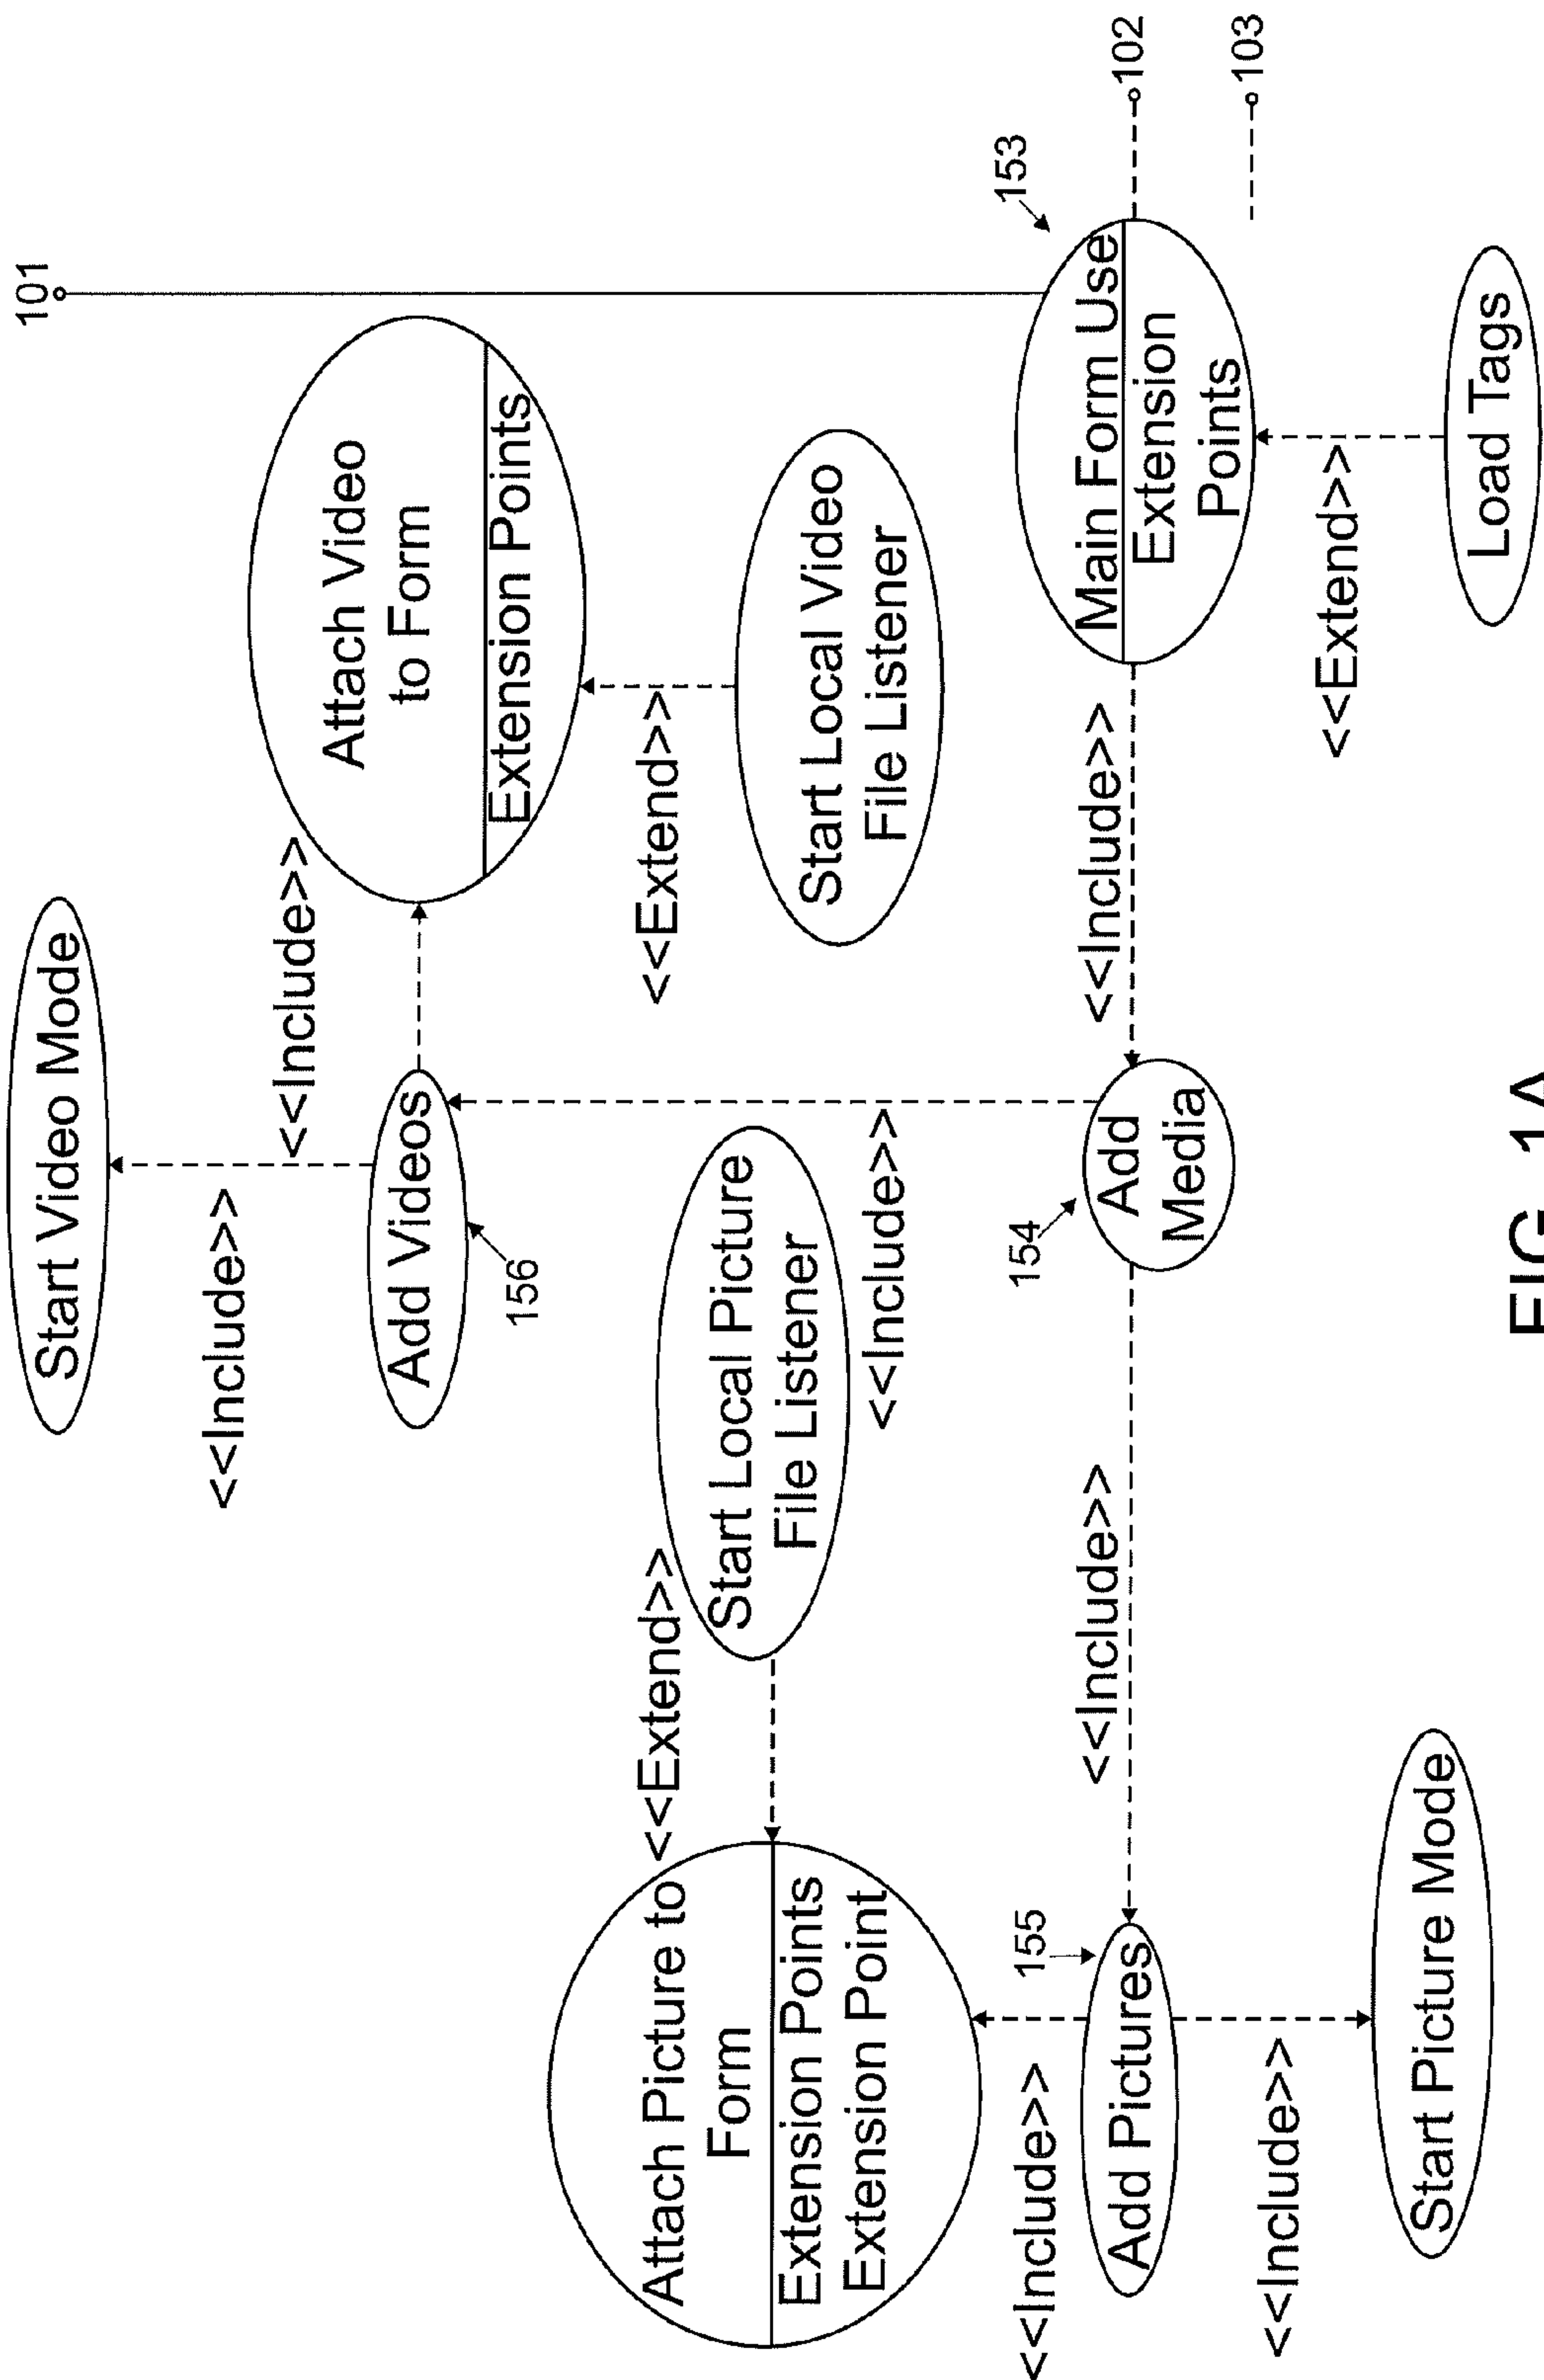 Start Video Mode
<<Include>>
<<Include>>
101
Add Videos
156
Attach Video
to Form
Extension Points
<<Extend>>
Start Local Video
File Listener
Attach Picture to
Form
Extension Points
Extension Point
<<Extend>>
Start Local Picture
File Listener
<<Include>>
155
Add Pictures
<<Include>>
<<Include>>
Start Picture Mode
<<Include>>
154
Add
Media
<<Include>>
153
Main Form Use
Extension
Points
102
103
<<Extend>>
Load Tags
FIG. 1A